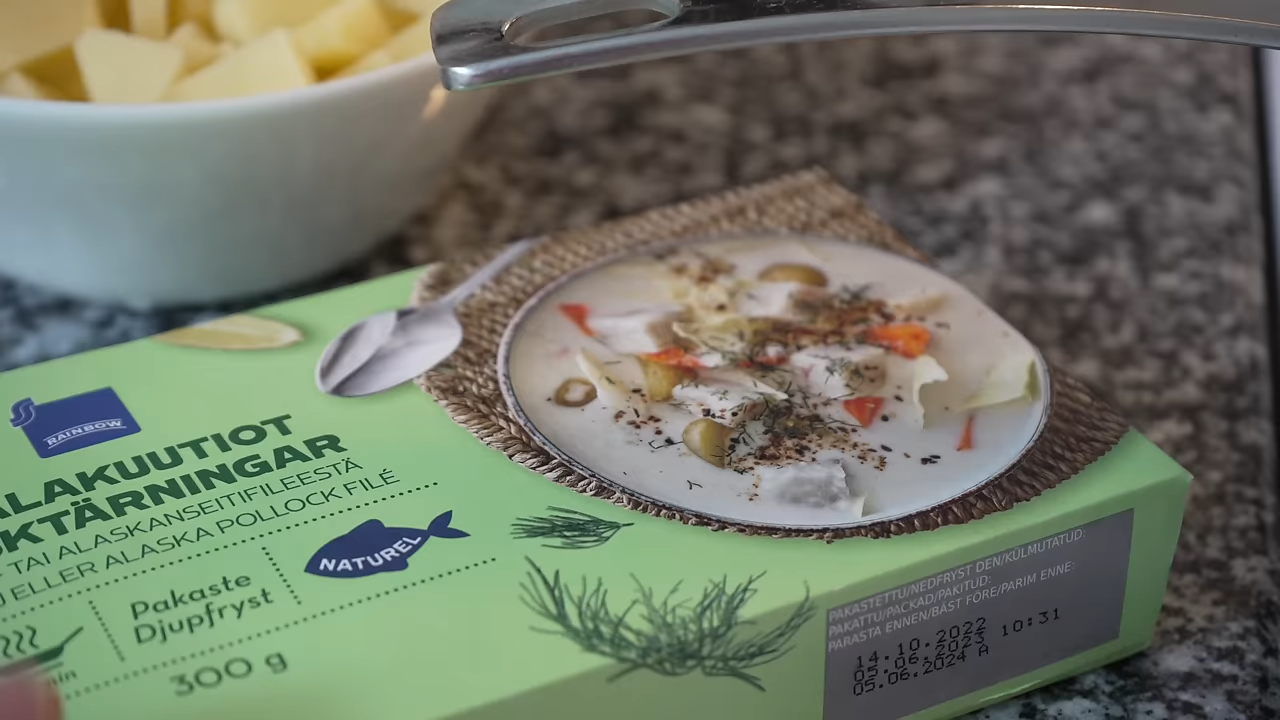 RAINBOW
ALAKUUTIOT
KTÄRNINGAR
TAI ALASKANSEITIFILEESTÄ
ELLER ALASKA POLLOCK FILÉ
NATUREL
Pakaste
Djupfryst
300 g
PAKASTETTU/NEDFRYST DEN/KÜLMUTATUD:
PAKATTU/PACKAD/PAKITUD:
PARASTA ENNEN/BÄST FÖRE/PARIM ENNE:
14.10.2022
05.06.2023 10:31
05.06.2024 A